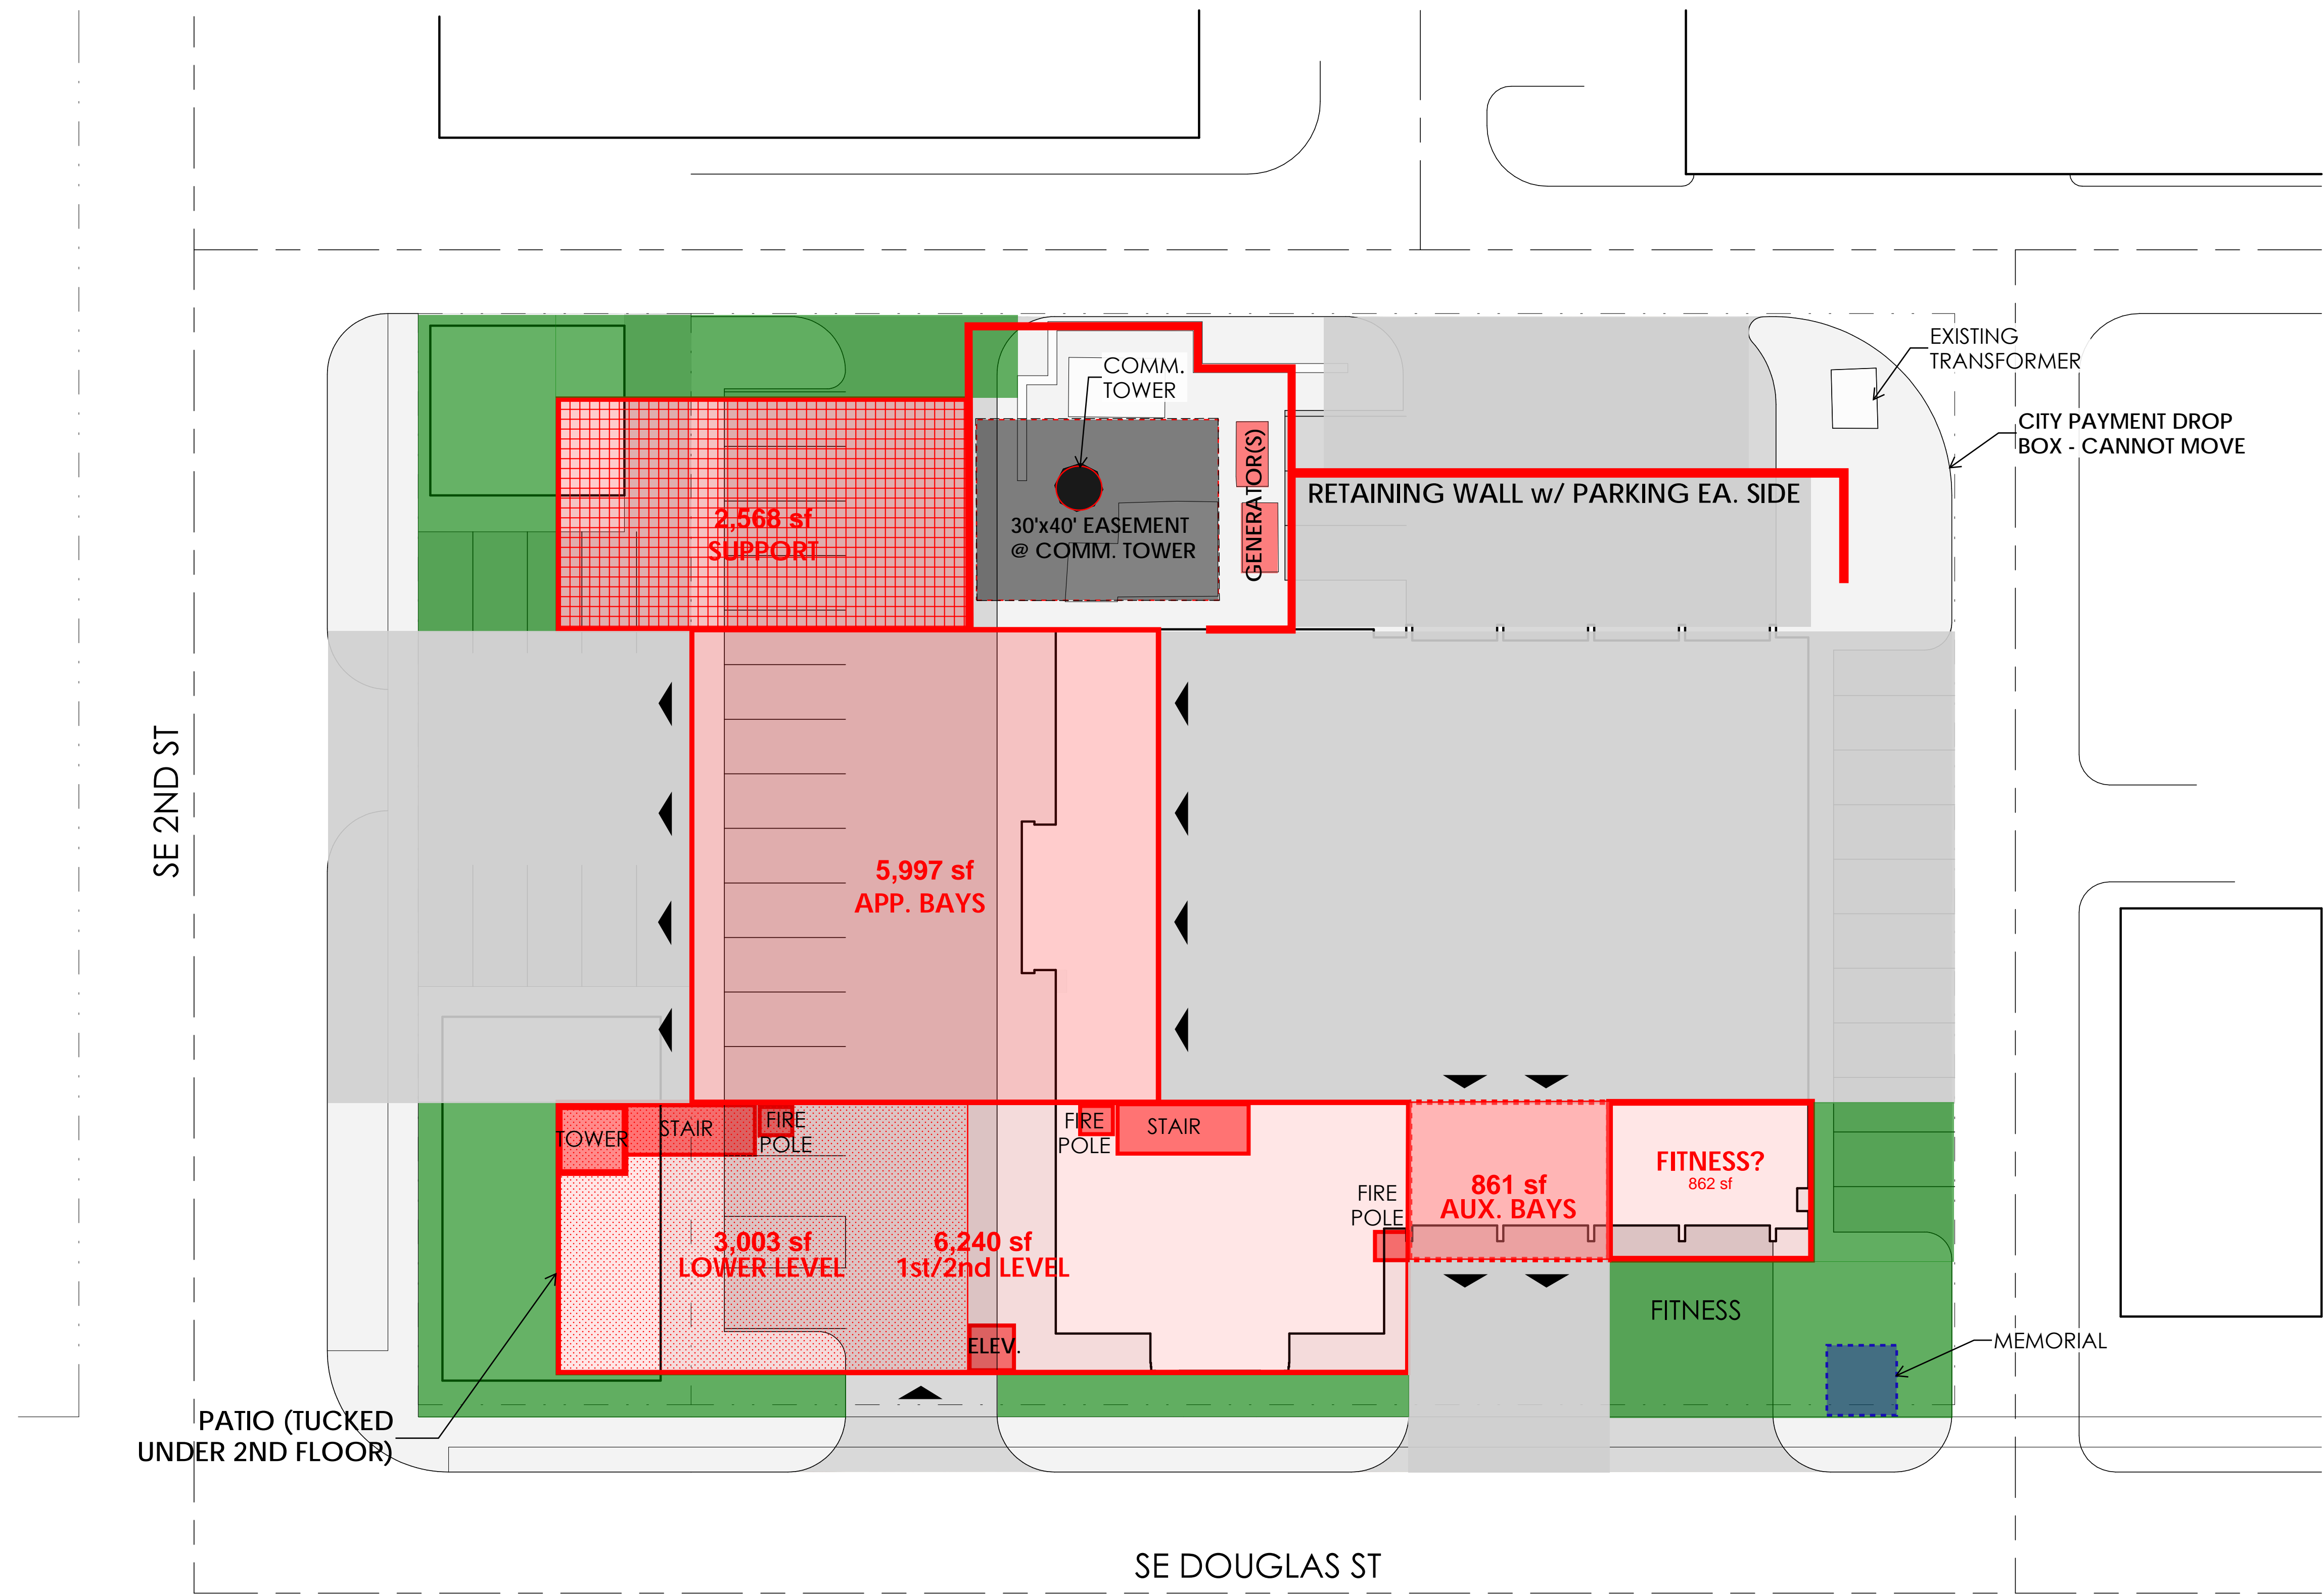 EXISTING
TRANSFORMER
COMM.
TOWER
CITY PAYMENT DROP
BOX - CANNOT MOVE
GENERATOR(S)
RETAINING WALL w/ PARKING EA. SIDE
2,568 sf
SUPPORT
30'x40' EASEMENT
@ COMM. TOWER
SE 2ND ST
5,997 sf
APP. BAYS
TOWER
STAIR
FIRE
POLE
FIRE
POLE
STAIR
FIRE
POLE
861 sf
AUX. BAYS
FITNESS?
862 sf
3,003 sf
LOWER LEVEL
6,240 sf
1st/2nd LEVEL
ELEV.
FITNESS
MEMORIAL
PATIO (TUCKED
UNDER 2ND FLOOR)
SE DOUGLAS ST